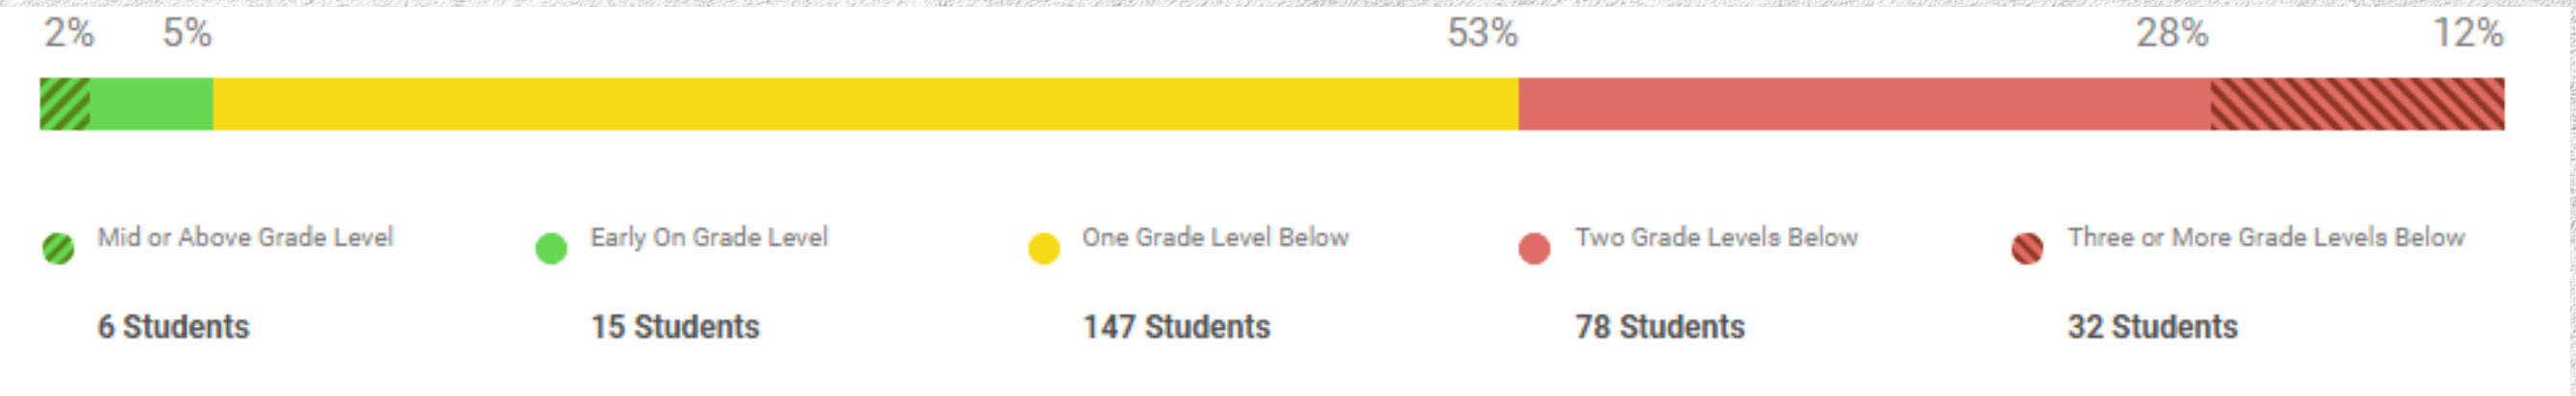 2% 5% 53% 28% 12%
Mid or Above Grade Level
6 Students
Early On Grade Level
15 Students
One Grade Level Below
147 Students
Two Grade Levels Below
78 Students
Three or More Grade Levels Below
32 Students